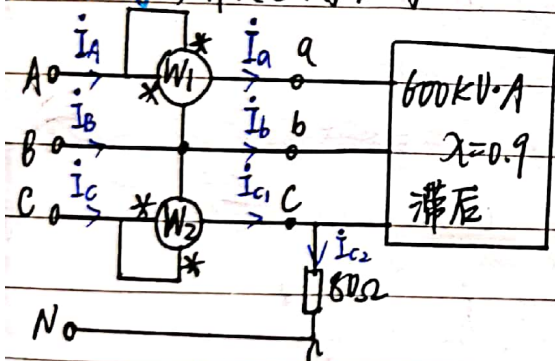 İA
*
İa
a
A
W1
*
600kV·A
İB
İb
b
B
λ=0.9
İC
İC1
C
C
*
W2
滞后
*
İC2
80Ω
N